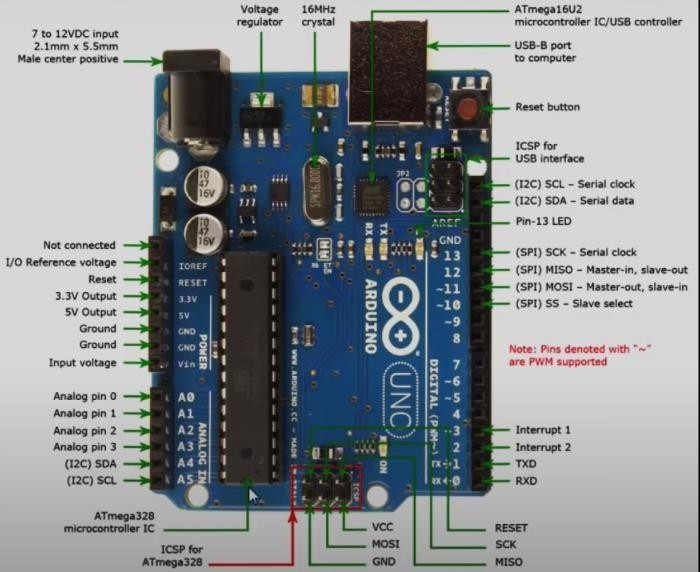 Voltage
regulator
16MHz
crystal
ATmega16U2
microcontroller IC/USB controller
7 to 12VDC input
2.1mm x 5.5mm
Male center positive
USB-B port
to computer
Reset button
ICSP for
USB interface
(I2C) SCL – Serial clock
(I2C) SDA – Serial data
Pin-13 LED
(SPI) SCK – Serial clock
(SPI) MISO – Master-in, slave-out
(SPI) MOSI – Master-out, slave-in
(SPI) SS – Slave select
Note: Pins denoted with "~"
are PWM supported
Interrupt 1
Interrupt 2
TXD
RXD
Not connected
I/O Reference voltage
Reset
3.3V Output
5V Output
Ground
Ground
Input voltage
Analog pin 0
Analog pin 1
Analog pin 2
Analog pin 3
(I2C) SDA
(I2C) SCL
ATmega328
microcontroller IC
ICSP for
ATmega328
VCC
MOSI
GND
RESET
SCK
MISO
47
16V
47
16V
JP2
RX
TX
AREF
GND
13
12
~11
~10
~9
8
7
~6
~5
4
~3
2
TX 1
RX 0
IOREF
RESET
3.3V
5V
GND
GND
Vin
POWER
A0
A1
A2
A3
A4
A5
ANALOG IN
ARDUINO
UNO
DIGITAL (PWM~)
WWW.ARDUINO.CC - MADE
ON
ICSP